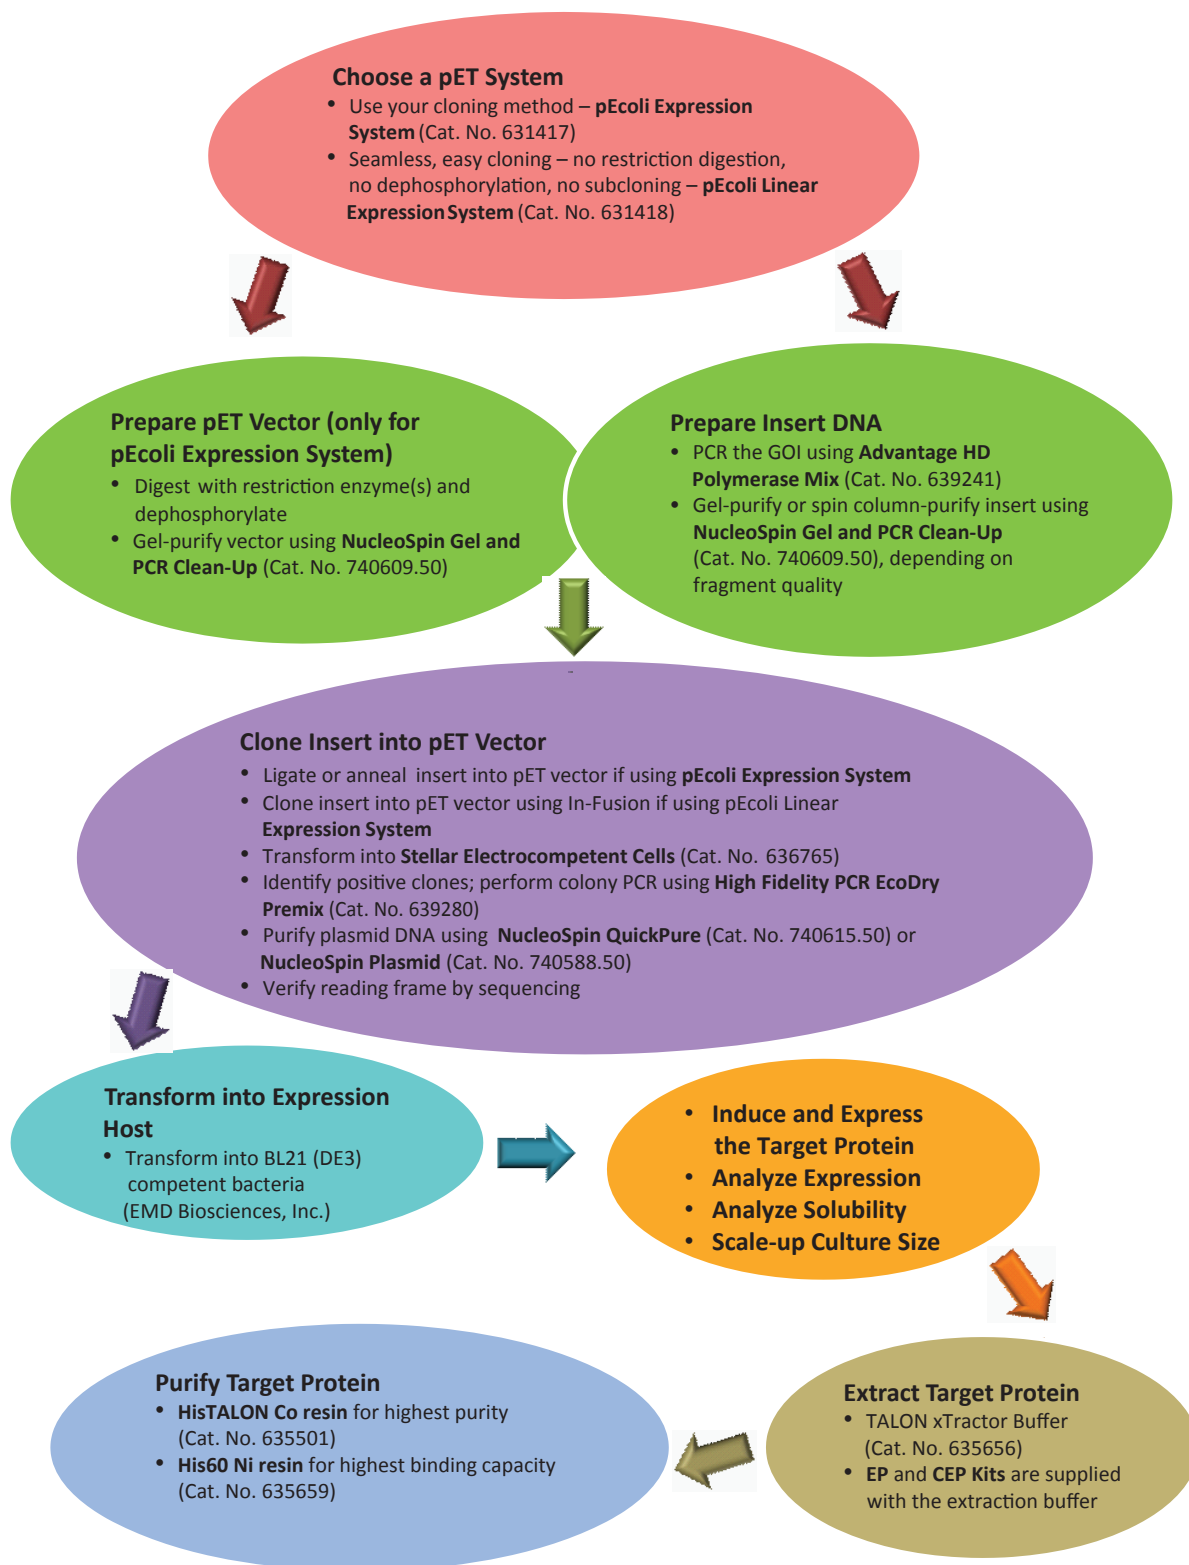 Choose a pET System
• Use your cloning method – pEcoli Expression
System (Cat. No. 631417)
• Seamless, easy cloning – no restriction digestion,
no dephosphorylation, no subcloning – pEcoli Linear
Expression System (Cat. No. 631418)
Prepare pET Vector (only for
pEcoli Expression System)
• Digest with restriction enzyme(s) and
dephosphorylate
• Gel-purify vector using NucleoSpin Gel and
PCR Clean-Up (Cat. No. 740609.50)
Prepare Insert DNA
• PCR the GOI using Advantage HD
Polymerase Mix (Cat. No. 639241)
• Gel-purify or spin column-purify insert using
NucleoSpin Gel and PCR Clean-Up
(Cat. No. 740609.50), depending on
fragment quality
Clone Insert into pET Vector
• Ligate or anneal insert into pET vector if using pEcoli Expression System
• Clone insert into pET vector using In-Fusion if using pEcoli Linear
Expression System
• Transform into Stellar Electrocompetent Cells (Cat. No. 636765)
• Identify positive clones; perform colony PCR using High Fidelity PCR EcoDry
Premix (Cat. No. 639280)
• Purify plasmid DNA using NucleoSpin QuickPure (Cat. No. 740615.50) or
NucleoSpin Plasmid (Cat. No. 740588.50)
• Verify reading frame by sequencing
Transform into Expression
Host
• Transform into BL21 (DE3)
competent bacteria
(EMD Biosciences, Inc.)
• Induce and Express
the Target Protein
• Analyze Expression
• Analyze Solubility
• Scale-up Culture Size
Extract Target Protein
• TALON xTractor Buffer
(Cat. No. 635656)
• EP and CEP Kits are supplied
with the extraction buffer
Purify Target Protein
• HisTALON Co resin for highest purity
(Cat. No. 635501)
• His60 Ni resin for highest binding capacity
(Cat. No. 635659)